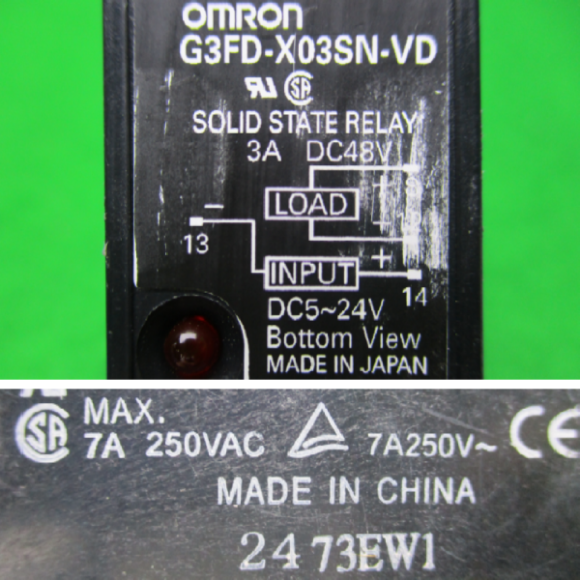 OMRON
G3FD-X03SN-VD
SOLID STATE RELAY
3A DC48V
LOAD
13
INPUT
14
DC5~24V
Bottom View
MADE IN JAPAN
MAX.
7A 250VAC 7A250V~ CE
MADE IN CHINA
24 73EW1